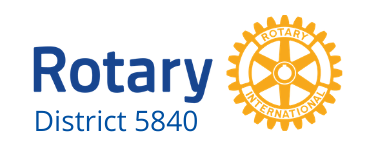 Rotary
District 5840
ROTARY
INTERNATIONAL